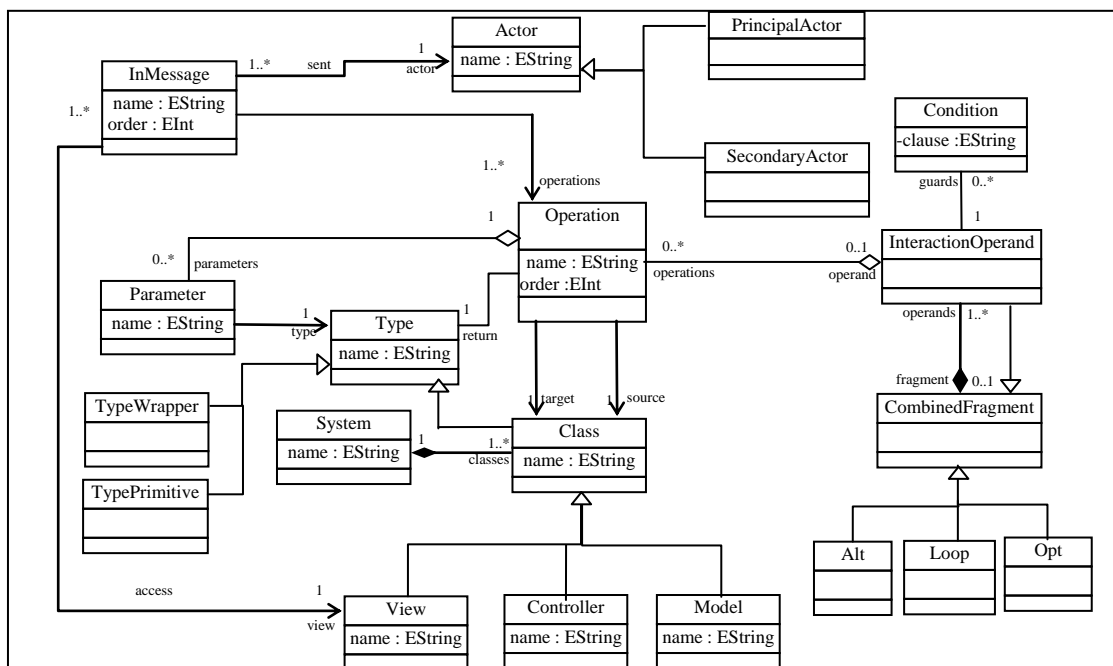 Actor
name : EString
PrincipalActor
1..*
sent
1
actor
InMessage
name : EString
order : EInt
1..*
Condition
-clause :EString
guards
0..*
SecondaryActor
1..*
operations
1
Operation
name : EString
order :EInt
0..*
operations
0..1
operand
1
InteractionOperand
0..*
parameters
Parameter
name : EString
1
type
Type
name : EString
1
return
operands
1..*
fragment
0..1
CombinedFragment
TypeWrapper
TypePrimitive
System
name : EString
1
1..*
classes
1
target
1
source
Class
name : EString
Alt
Loop
Opt
access
1
view
View
name : EString
Controller
name : EString
Model
name : EString